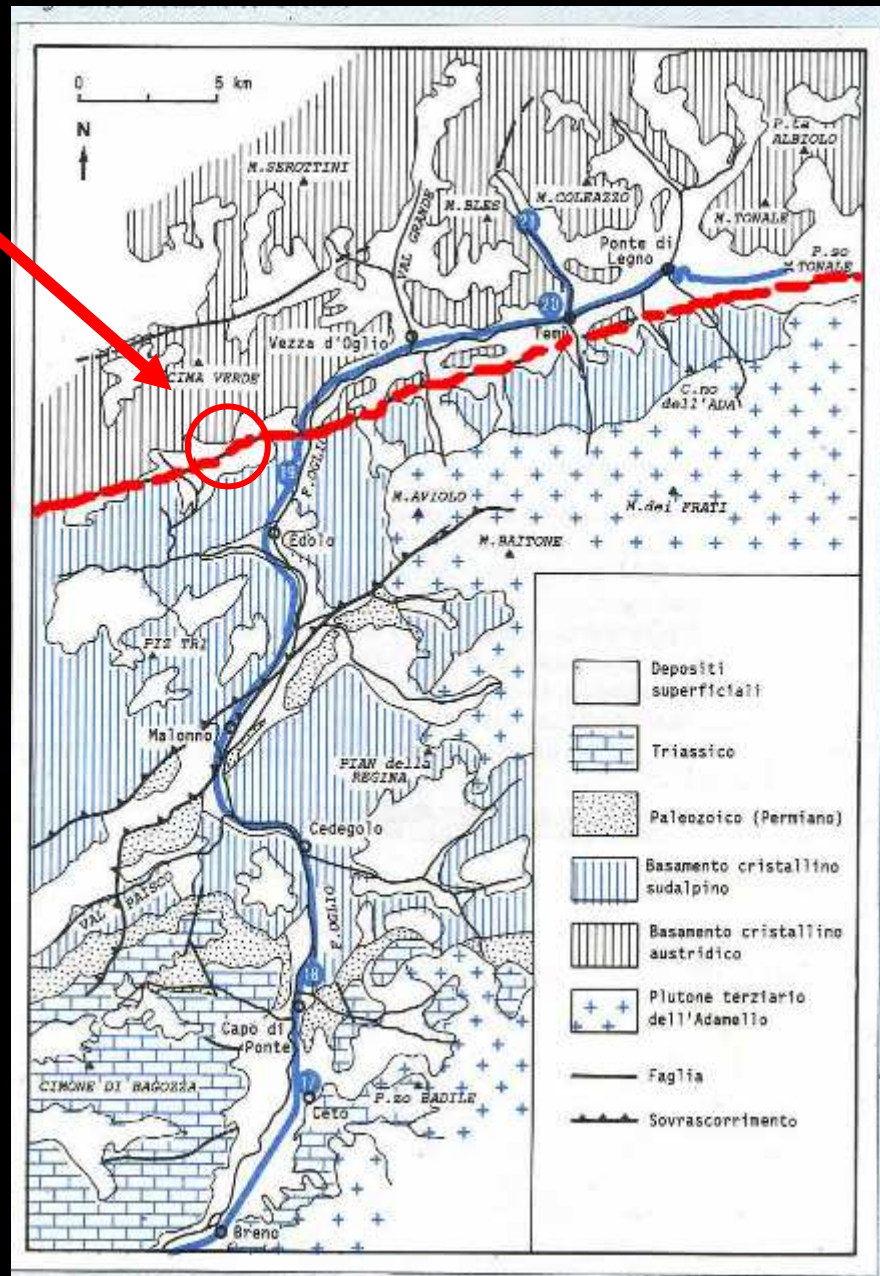 0 5 km
N
P.ta
ALBIOLO
M.SEROTTINI
M.COLEAZZO
M.BLES
M.TONALE
VAL GRANDE
21
Ponte di
Legno
P.so
TONALE
20
Vezza d'Oglio
Temù
CIMA VERDE
C.no
dell'ADA
19
F.OGLIO
M.AVIOLO
M.dei FRATI
Edolo
M.BAITONE
PIZ TRI
Malonno
PIAN della
REGINA
Cedegolo
VAL PAISCO
F.OGLIO
18
Capo di
Ponte
CIMONE DI BAGOZZA
17
P.zo BADILE
Ceto
Breno
Depositi
superficiali
Triassico
Paleozoico (Permiano)
Basamento cristallino
sudalpino
Basamento cristallino
austridico
Plutone terziario
dell'Adamello
Faglia
Sovrascorrimento